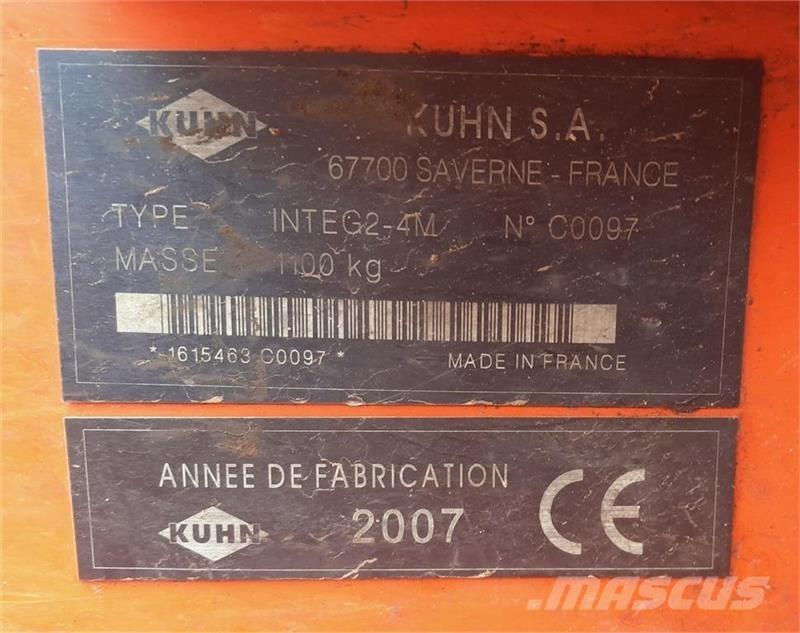 KUHN
KUHN S.A.
67700 SAVERNE - FRANCE
TYPE INTEG2-4M N° C0097
MASSE 1100 kg
* 1615463 C0097 *
MADE IN FRANCE
ANNEE DE FABRICATION
KUHN 2007 CE
MASCUS